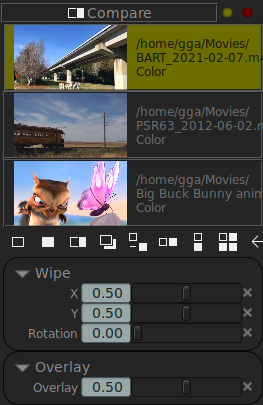 Compare
/home/gga/Movies/
BART_2021-02-07.m
Color
/home/gga/Movies/
PSR63_2012-06-02.m
Color
/home/gga/Movies/
Big Buck Bunny anim
Color
Wipe
X 0.50
Y 0.50
Rotation 0.00
Overlay
Overlay 0.50